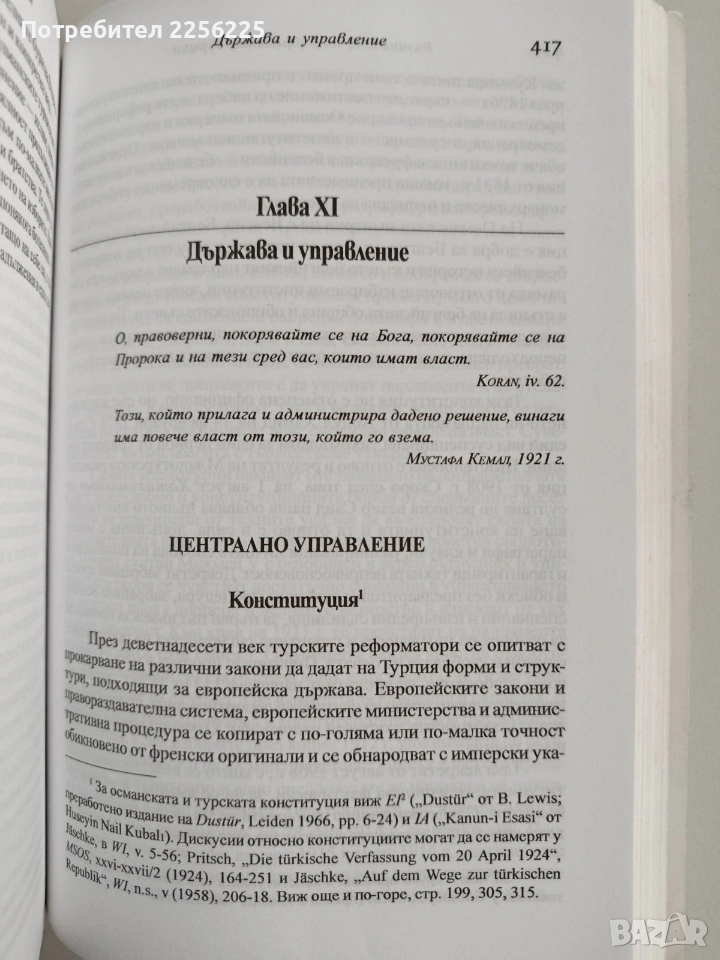 Държава и управление 417
Обява № 2256225
Глава XI
Държава и управление
О, правоверни, покорявайте се на Бога, покорявайте се на
Пророка и на тези сред вас, които имат власт.
KORAN, iv. 62.
Този, който прилага и администрира дадено решение, винаги
има повече власт от този, който го взема.
МУСТАФА КЕМАЛ, 1921 г.
ЦЕНТРАЛНО УПРАВЛЕНИЕ
Конституция¹
През деветнадесети век турските реформатори се опитват с
прокарване на различни закони да дадат на Турция форми и струк-
тури, подходящи за европейска държава. Европейските закони и
правораздавателна система, европейските министерства и админис-
тративна процедура се копират с по-голяма или по-малка точност
обикновено от френски оригинали и се обнародват с имперски ука-
¹ За османската и турската конституция виж EI² („Dustūr“ от B. Lewis;
преработено издание на Dustūr, Leiden 1966, pp. 6-24) и IA („Kanun-i Esasi“ от
Huseyin Nail Kubalı). Дискусии относно конституциите могат да се намерят у
Jäschke, в WI, v. 5-56; Pritsch, „Die türkische Verfassung vom 20 April 1924“,
MSOS, xxvi-xxvii/2 (1924), 164-251 и Jäschke, „Auf dem Wege zur türkischen
Republik“, WI, n.s., v (1958), 206-18. Виж още и по-горе, стр. 199, 305, 315.
BAZAR